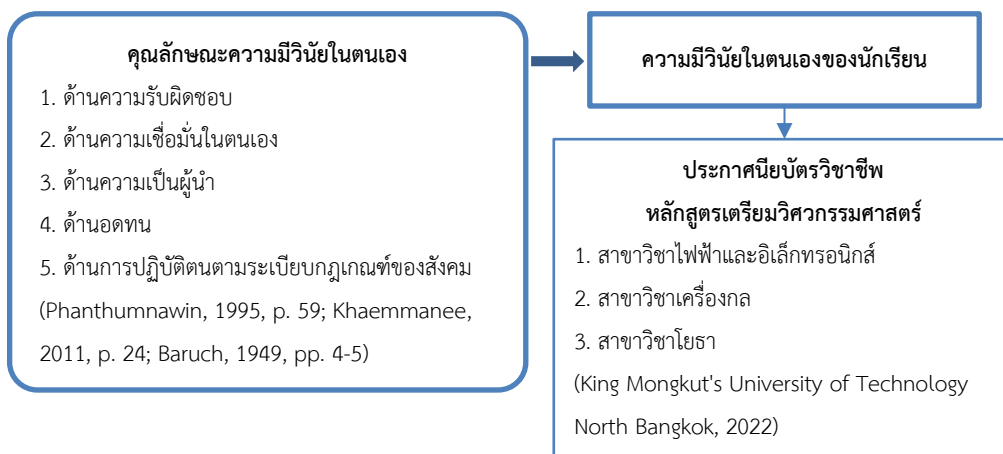 คุณลักษณะความมีวินัยในตนเอง
1. ด้านความรับผิดชอบ
2. ด้านความเชื่อมั่นในตนเอง
3. ด้านความเป็นผู้นำ
4. ด้านอดทน
5. ด้านการปฏิบัติตนตามระเบียบกฎเกณฑ์ของสังคม
(Phanthumnawin, 1995, p. 59; Khaemmanee,
2011, p. 24; Baruch, 1949, pp. 4-5)
ความมีวินัยในตนเองของนักเรียน
ประกาศนียบัตรวิชาชีพ
หลักสูตรเตรียมวิศวกรรมศาสตร์
1. สาขาวิชาไฟฟ้าและอิเล็กทรอนิกส์
2. สาขาวิชาเครื่องกล
3. สาขาวิชาโยธา
(King Mongkut's University of Technology
North Bangkok, 2022)